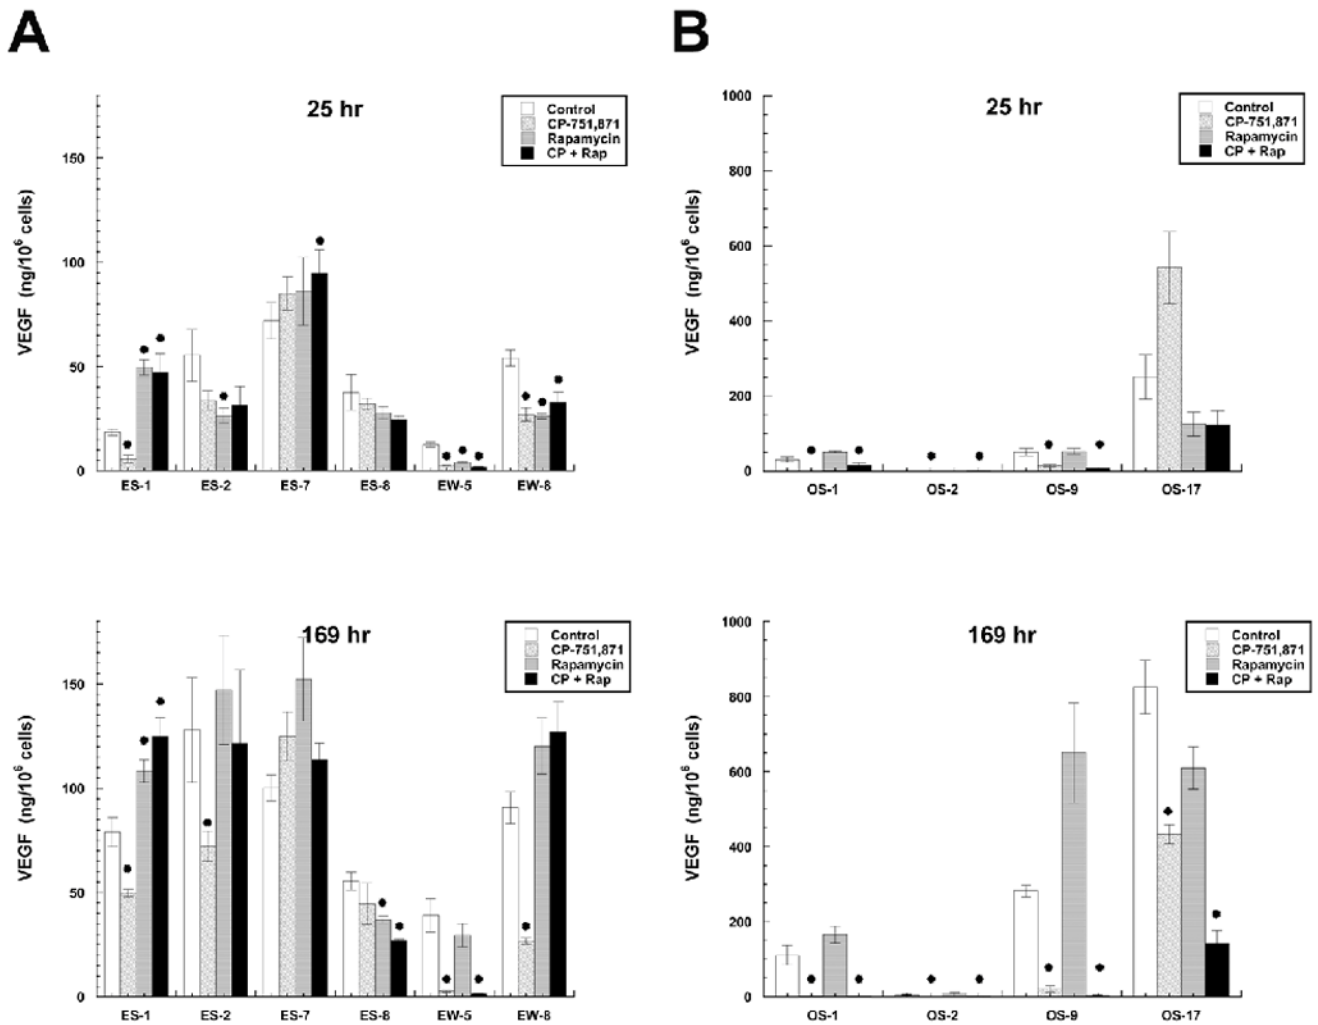 A
25 hr
Control
CP-751,871
Rapamycin
CP + Rap
VEGF (ng/10⁶ cells)
150
100
50
0
ES-1 ES-2 ES-7 ES-8 EW-5 EW-8
B
25 hr
Control
CP-751,871
Rapamycin
CP + Rap
VEGF (ng/10⁶ cells)
1000
800
600
400
200
0
OS-1 OS-2 OS-9 OS-17
169 hr
Control
CP-751,871
Rapamycin
CP + Rap
VEGF (ng/10⁶ cells)
150
100
50
0
ES-1 ES-2 ES-7 ES-8 EW-5 EW-8
169 hr
Control
CP-751,871
Rapamycin
CP + Rap
VEGF (ng/10⁶ cells)
1000
800
600
400
200
0
OS-1 OS-2 OS-9 OS-17